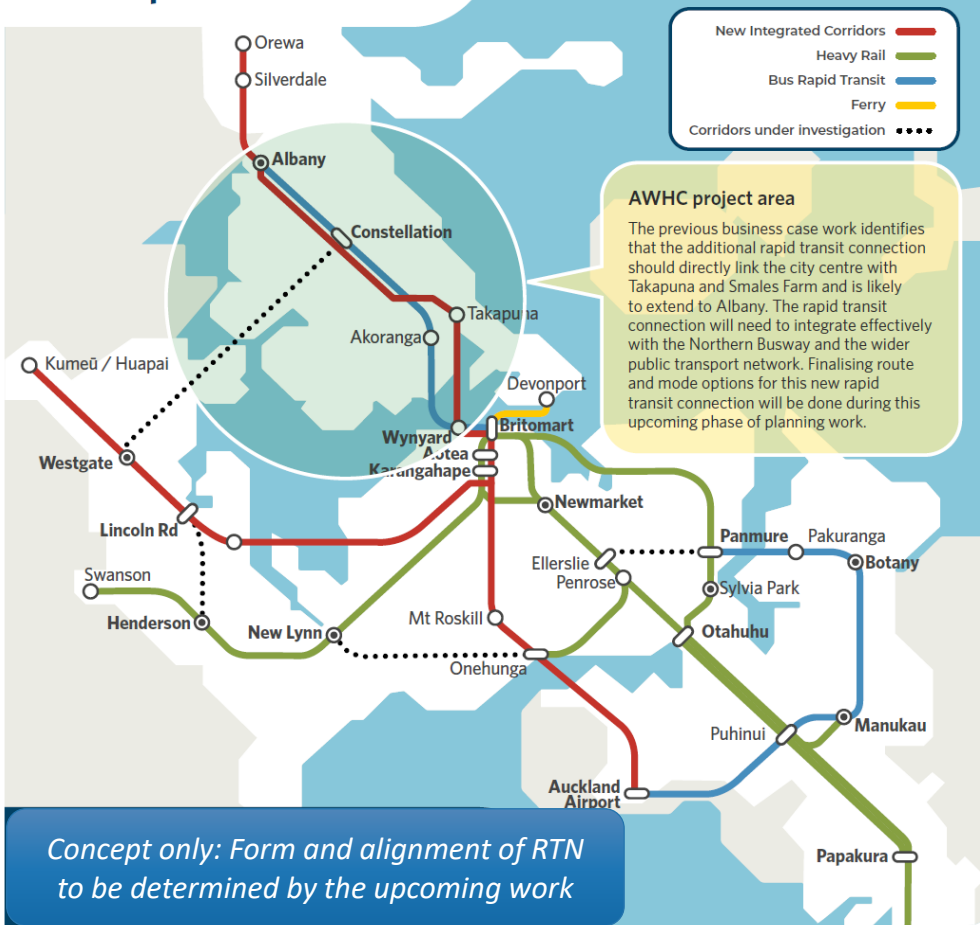 New Integrated Corridors
Heavy Rail
Bus Rapid Transit
Ferry
Corridors under investigation
Orewa
Silverdale
Albany
Constellation
AWHC project area
The previous business case work identifies
that the additional rapid transit connection
should directly link the city centre with
Takapuna and Smales Farm and is likely
to extend to Albany. The rapid transit
connection will need to integrate effectively
with the Northern Busway and the wider
public transport network. Finalising route
and mode options for this new rapid
transit connection will be done during this
upcoming phase of planning work.
Takapuna
Akoranga
Kumeū / Huapai
Devonport
Britomart
Wynyard
Aotea
Karangahape
Westgate
Newmarket
Lincoln Rd
Panmure
Pakuranga
Ellerslie
Botany
Swanson
Penrose
Sylvia Park
Henderson
New Lynn
Mt Roskill
Otahuhu
Onehunga
Puhinui
Manukau
Auckland
Airport
Papakura
Concept only: Form and alignment of RTN
to be determined by the upcoming work